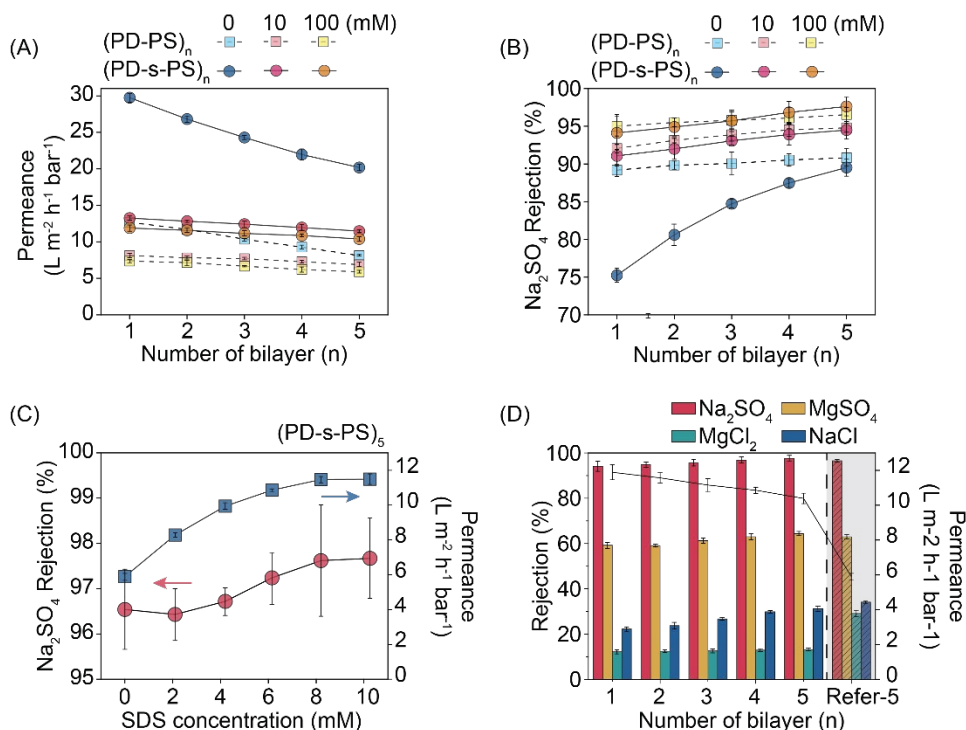 (A)
0 10 100 (mM)
(PD-PS)n
(PD-s-PS)n
30
25
20
15
10
5
0
Permeance
(L m-2 h-1 bar-1)
1 2 3 4 5
Number of bilayer (n)
(B)
0 10 100 (mM)
(PD-PS)n
(PD-s-PS)n
100
95
90
85
80
75
70
Na2SO4 Rejection (%)
1 2 3 4 5
Number of bilayer (n)
(C)
(PD-s-PS)5
100
99
98
97
96
95
Na2SO4 Rejection (%)
12
10
8
6
4
2
0
Permeance
(L m-2 h-1 bar-1)
0 2 4 6 8 10
SDS concentration (mM)
(D)
Na2SO4 MgSO4
MgCl2 NaCl
100
80
60
40
20
0
Rejection (%)
12
10
8
6
4
2
0
Permeance
(L m-2 h-1 bar-1)
1 2 3 4 5 Refer-5
Number of bilayer (n)